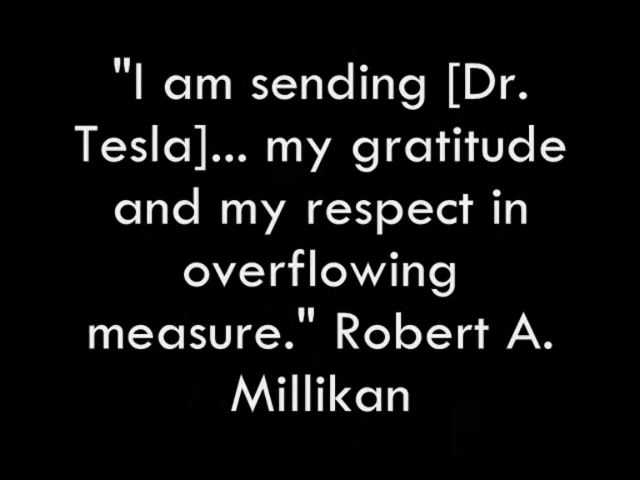 "I am sending [Dr.
Tesla]... my gratitude
and my respect in
overflowing
measure." Robert A.
Millikan